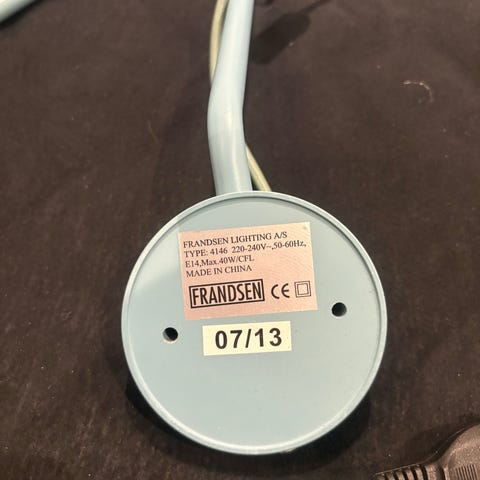 FRANDSEN LIGHTING A/S
TYPE: 4146 220-240V~,50-60Hz,
E14,Max.40W/CFL
MADE IN CHINA
FRANDSEN CE
07/13